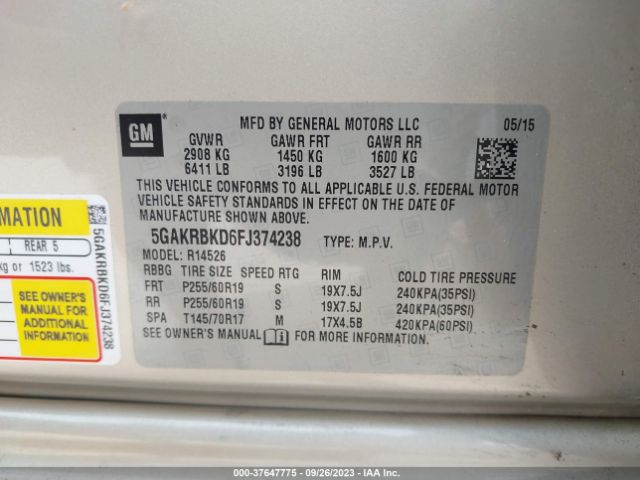 GM
®
MFD BY GENERAL MOTORS LLC 05/15
GVWR GAWR FRT GAWR RR
2908 KG 1450 KG 1600 KG
6411 LB 3196 LB 3527 LB
THIS VEHICLE CONFORMS TO ALL APPLICABLE U.S. FEDERAL MOTOR
VEHICLE SAFETY STANDARDS IN EFFECT ON THE DATE OF
MANUFACTURE SHOWN ABOVE.
5GAKRBKD6FJ374238 TYPE: M.P.V.
MODEL: R14526
RBBG TIRE SIZE SPEED RTG RIM COLD TIRE PRESSURE
FRT P255/60R19 S 19X7.5J 240KPA(35PSI)
RR P255/60R19 S 19X7.5J 240KPA(35PSI)
SPA T145/70R17 M 17X4.5B 420KPA(60PSI)
SEE OWNER'S MANUAL FOR MORE INFORMATION.
MATION
REAR 5
kg or 1523 lbs.
SEE OWNER'S
MANUAL FOR
ADDITIONAL
INFORMATION
5GAKRBKD6FJ374238
000-37647775 - 09/26/2023 - IAA Inc.